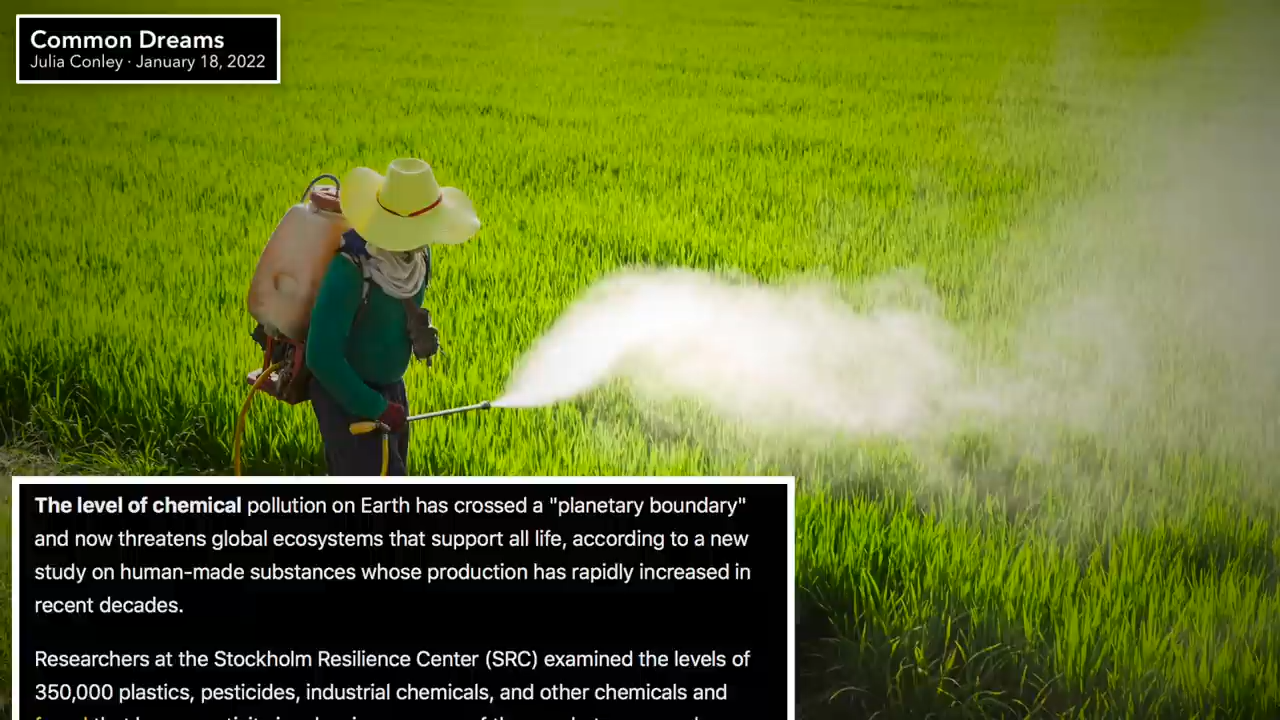 Common Dreams
Julia Conley · January 18, 2022
The level of chemical pollution on Earth has crossed a "planetary boundary"
and now threatens global ecosystems that support all life, according to a new
study on human-made substances whose production has rapidly increased in
recent decades.
Researchers at the Stockholm Resilience Center (SRC) examined the levels of
350,000 plastics, pesticides, industrial chemicals, and other chemicals and